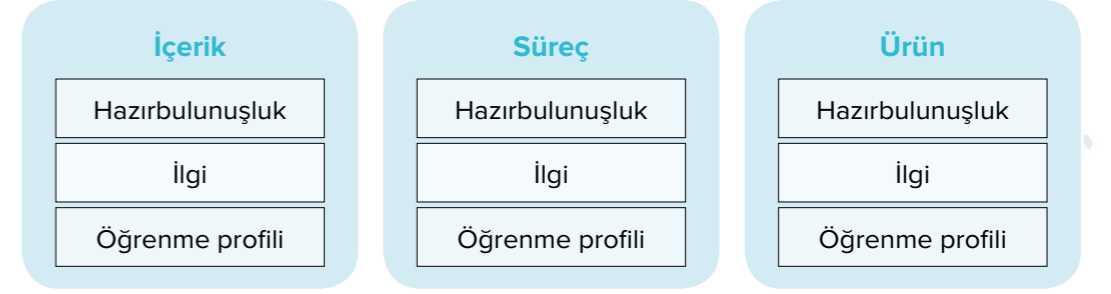 İçerik
Hazırbulunuşluk
İlgi
Öğrenme profili
Süreç
Hazırbulunuşluk
İlgi
Öğrenme profili
Ürün
Hazırbulunuşluk
İlgi
Öğrenme profili